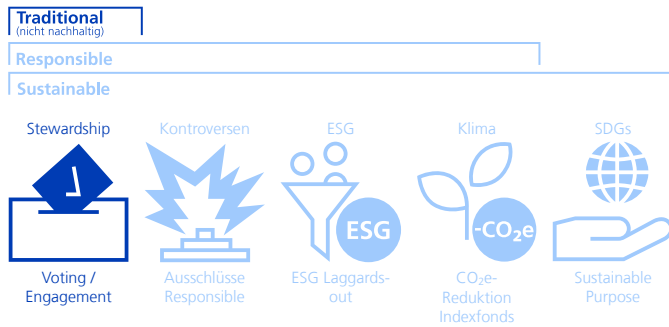 Traditional
(nicht nachhaltig)
Responsible
Sustainable
Stewardship
Kontroversen
ESG
Klima
SDGs
ESG
-CO₂e
Voting /
Engagement
Ausschlüsse
Responsible
ESG Laggards-
out
CO₂e-
Reduktion
Indexfonds
Sustainable
Purpose